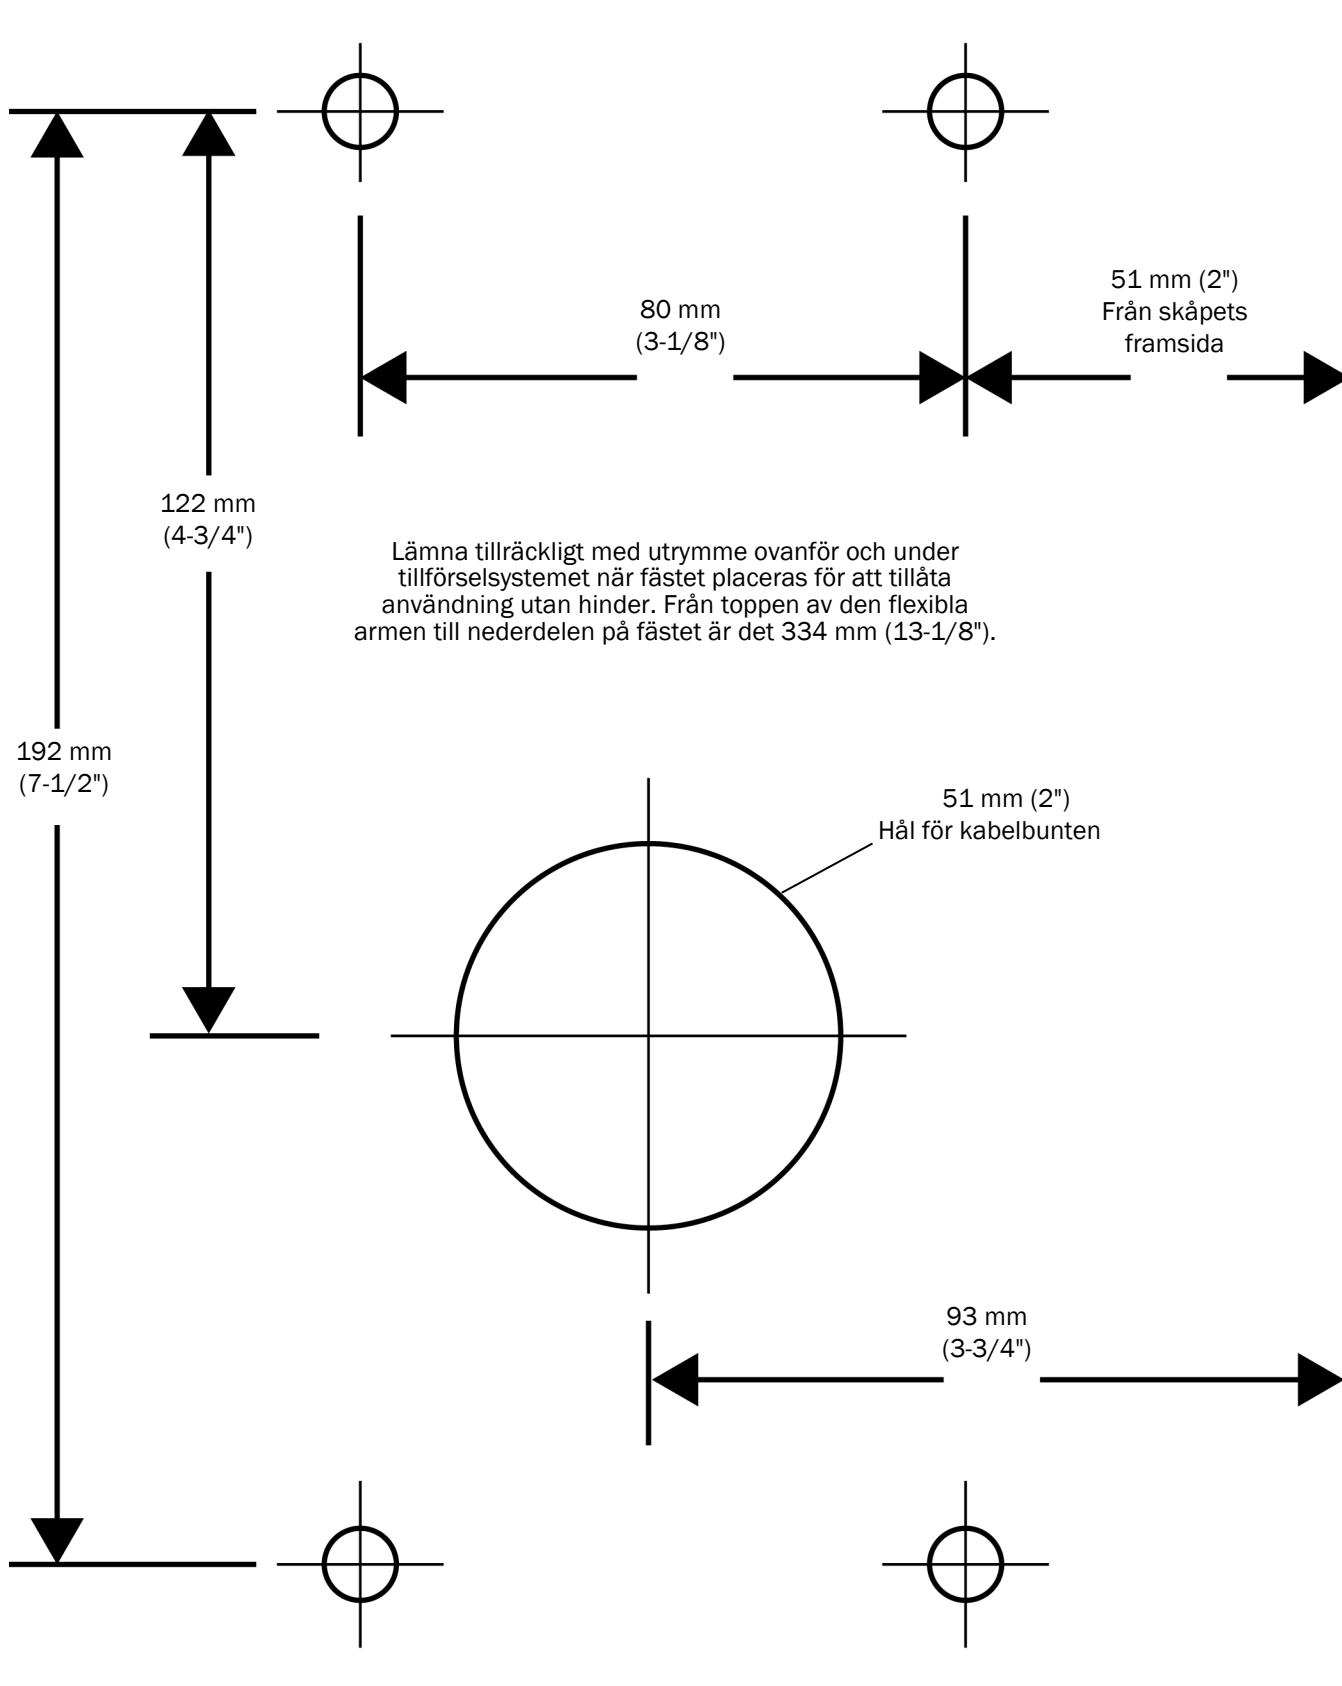 51 mm (2")
Från skåpets
framsida
80 mm
(3-1/8")
122 mm
(4-3/4")
Lämna tillräckligt med utrymme ovanför och under
tillförselsystemet när fästet placeras för att tillåta
användning utan hinder. Från toppen av den flexibla
armen till nederdelen på fästet är det 334 mm (13-1/8").
192 mm
(7-1/2")
51 mm (2")
Hål för kabelbunten
93 mm
(3-3/4")